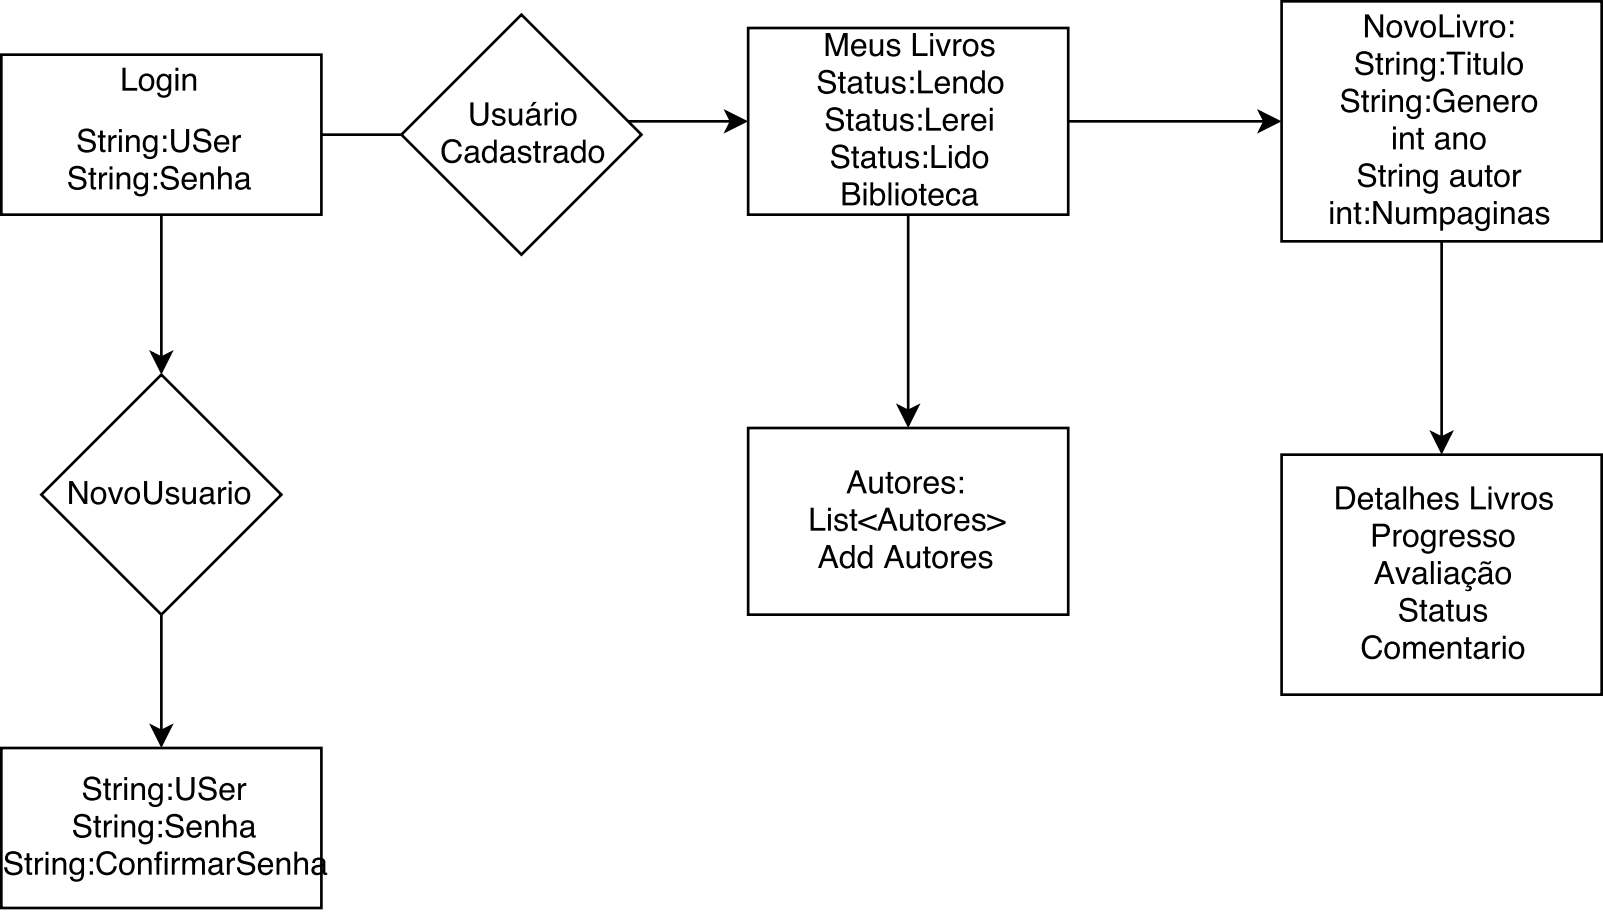 Login
String:USer
String:Senha
Usuário
Cadastrado
Meus Livros
Status:Lendo
Status:Lerei
Status:Lido
Biblioteca
NovoLivro:
String:Titulo
String:Genero
int ano
String autor
int:Numpaginas
NovoUsuario
Autores:
List<Autores>
Add Autores
Detalhes Livros
Progresso
Avaliação
Status
Comentario
String:USer
String:Senha
String:ConfirmarSenha